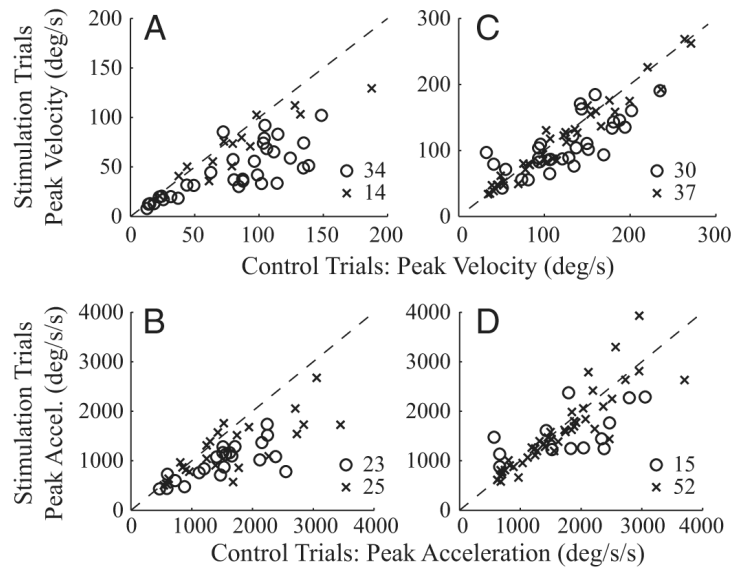 A
Stimulation Trials
Peak Velocity (deg/s)
200
150
100
50
0
0 50 100 150 200
34
14
C
300
200
100
0
0 100 200 300
30
37
Control Trials: Peak Velocity (deg/s)
B
Stimulation Trials
Peak Accel. (deg/s/s)
4000
3000
2000
1000
0
0 1000 2000 3000 4000
23
25
D
4000
3000
2000
1000
0
0 1000 2000 3000 4000
15
52
Control Trials: Peak Acceleration (deg/s/s)